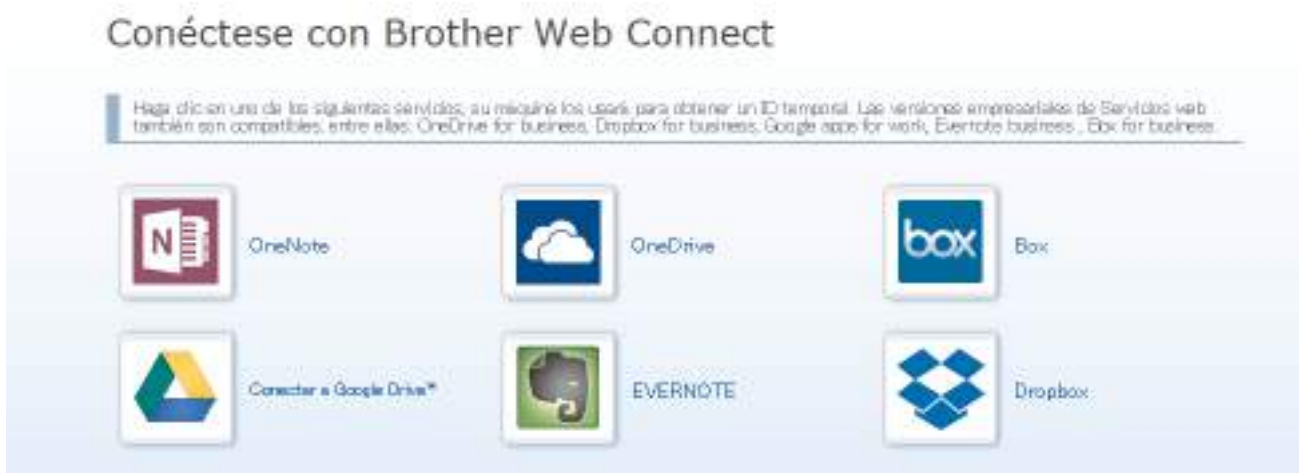 Conéctese con Brother Web Connect
Haga clic en uno de los siguientes servicios, su máquina los usará para obtener un ID temporal. Las versiones empresariales de Servicios web
también son compatibles, entre ellas: OneDrive for business, Dropbox for business, Google apps for work, Evernote business , Box for business.
N OneNote
OneDrive
box Box
Conectar a Google Drive™
EVERNOTE
Dropbox